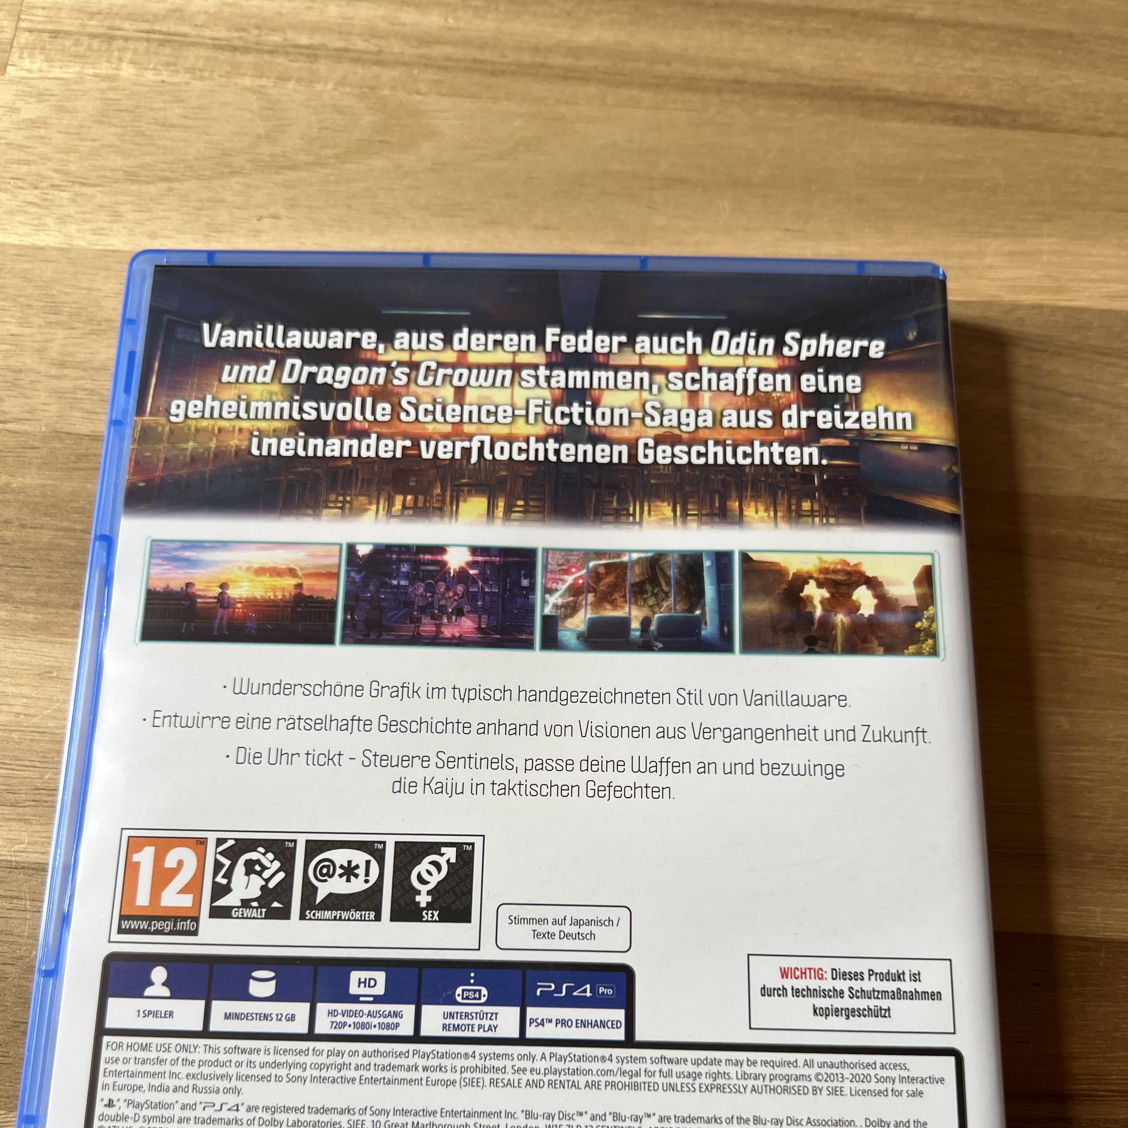 Vanillaware, aus deren Feder auch Odin Sphere
und Dragon's Crown stammen, schaffen eine
geheimnisvolle Science-Fiction-Saga aus dreizehn
ineinander verflochtenen Geschichten.
• Wunderschöne Grafik im typisch handgezeichneten Stil von Vanillaware.
• Entwirre eine rätselhafte Geschichte anhand von Visionen aus Vergangenheit und Zukunft.
• Die Uhr tickt - Steuere Sentinels, passe deine Waffen an und bezwinge
die Kaiju in taktischen Gefechten.
12™
www.pegi.info
™
GEWALT
@*!
™
SCHIMPFWÖRTER
™
SEX
Stimmen auf Japanisch /
Texte Deutsch
WICHTIG: Dieses Produkt ist
durch technische Schutzmaßnahmen
kopiergeschützt
1 SPIELER
MINDESTENS 12 GB
HD
HD-VIDEO-AUSGANG
720P•1080i•1080P
PS4
UNTERSTÜTZT
REMOTE PLAY
PS4 Pro
PS4™ PRO ENHANCED
FOR HOME USE ONLY: This software is licensed for play on authorised PlayStation®4 systems only. A PlayStation®4 system software update may be required. All unauthorised access,
use or transfer of the product or its underlying copyright and trademark works is prohibited. See eu.playstation.com/legal for full usage rights. Library programs ©2013–2020 Sony Interactive
Entertainment Inc. exclusively licensed to Sony Interactive Entertainment Europe (SIEE). RESALE AND RENTAL ARE PROHIBITED UNLESS EXPRESSLY AUTHORISED BY SIEE. Licensed for sale
in Europe, India and Russia only.
"", "PlayStation" and "PS4" are registered trademarks of Sony Interactive Entertainment Inc. "Blu-ray Disc™" and "Blu-ray™" are trademarks of the Blu-ray Disc Association. . Dolby and the
double-D symbol are trademarks of Dolby Laboratories. SIEE, 10 Great Marlborough Street, London,